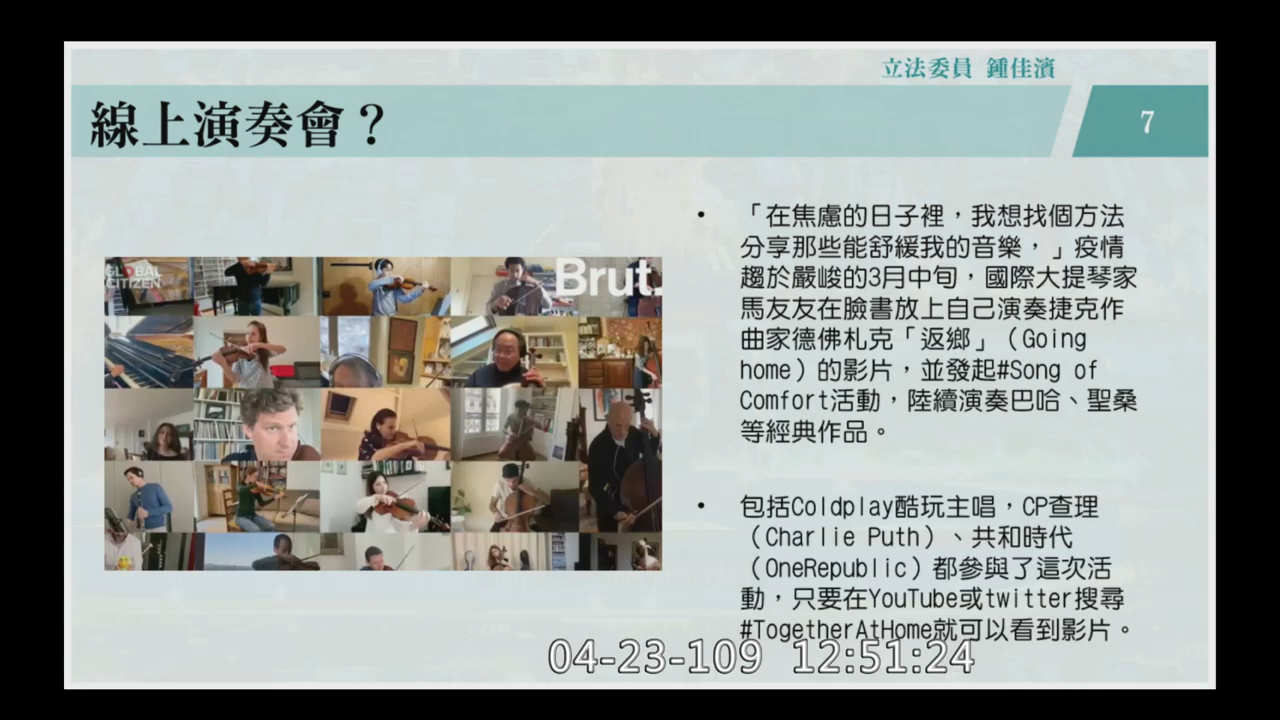 立法委員 鍾佳濱
線上演奏會？
7
GLOBAL
CITIZEN
Brut.
• 「在焦慮的日子裡，我想找個方法
分享那些能舒緩我的音樂，」疫情
趨於嚴峻的3月中旬，國際大提琴家
馬友友在臉書放上自己演奏捷克作
曲家德佛札克「返鄉」（Going
home）的影片，並發起#Song of
Comfort活動，陸續演奏巴哈、聖桑
等經典作品。
• 包括Coldplay酷玩主唱，CP查理
（Charlie Puth）、共和時代
（OneRepublic）都參與了這次活
動，只要在YouTube或twitter搜尋
#TogetherAtHome就可以看到影片。
04-23-109 12:51:24